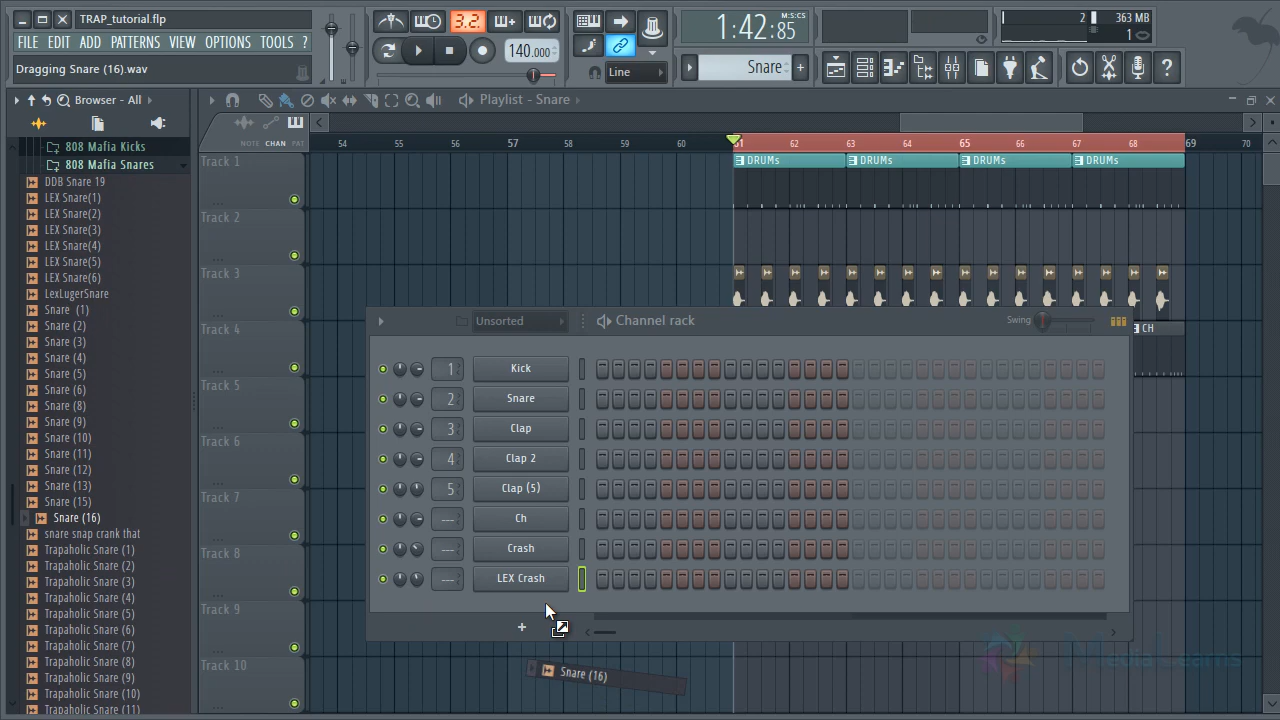 TRAP_tutorial.flp
FILE EDIT ADD PATTERNS VIEW OPTIONS TOOLS ?
Dragging Snare (16).wav
3.2.
140.000
Line
M:S:CS
1:42:85
Snare
2
363 MB
1
Browser - All
Playlist - Snare
808 Mafia Kicks
808 Mafia Snares
DDB Snare 19
LEX Snare(1)
LEX Snare(2)
LEX Snare(3)
LEX Snare(4)
LEX Snare(5)
LEX Snare(6)
LexLugerSnare
Snare (1)
Snare (2)
Snare (3)
Snare (4)
Snare (5)
Snare (6)
Snare (8)
Snare (9)
Snare (10)
Snare (11)
Snare (12)
Snare (13)
Snare (15)
Snare (16)
snare snap crank that
Trapaholic Snare (1)
Trapaholic Snare (2)
Trapaholic Snare (3)
Trapaholic Snare (4)
Trapaholic Snare (5)
Trapaholic Snare (6)
Trapaholic Snare (7)
Trapaholic Snare (8)
Trapaholic Snare (9)
Trapaholic Snare (10)
Trapaholic Snare (11)
NOTE CHAN PAT
54 55 56 57 58 59 60 61 62 63 64 65 66 67 68 69 70
Track 1
DRUMs DRUMs DRUMs DRUMs
Track 2
Track 3
Track 4
CH
Track 5
Track 6
Track 7
Track 8
Track 9
Track 10
Unsorted
Channel rack
Swing
1 Kick
2 Snare
3 Clap
4 Clap 2
5 Clap (5)
--- Ch
--- Crash
--- LEX Crash
+
Snare (16)
Media Learns